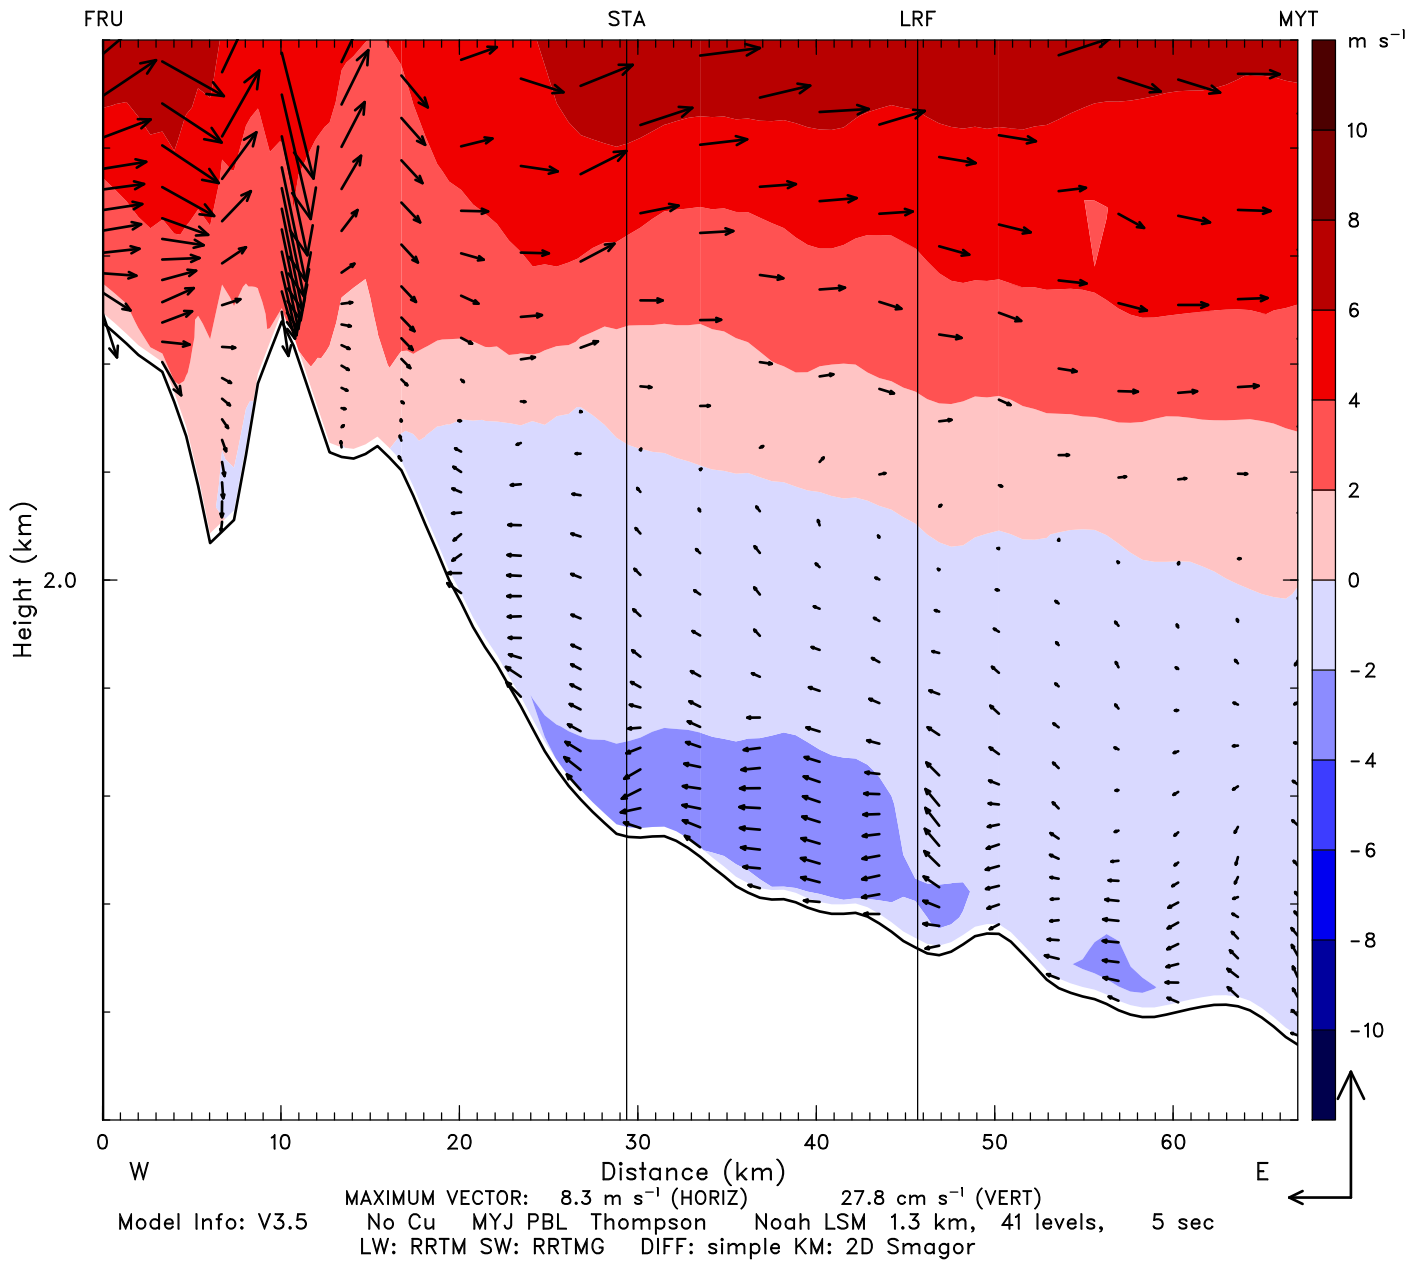 FRU STA LRF MYT
m s⁻¹
10
8
6
4
2
0
-2
-4
-6
-8
-10
Height (km)
2.0
0 10 20 30 40 50 60
W Distance (km) E
MAXIMUM VECTOR: 8.3 m s⁻¹ (HORIZ) 27.8 cm s⁻¹ (VERT)
Model Info: V3.5 No Cu MYJ PBL Thompson Noah LSM 1.3 km, 41 levels, 5 sec
LW: RRTM SW: RRTMG DIFF: simple KM: 2D Smagor